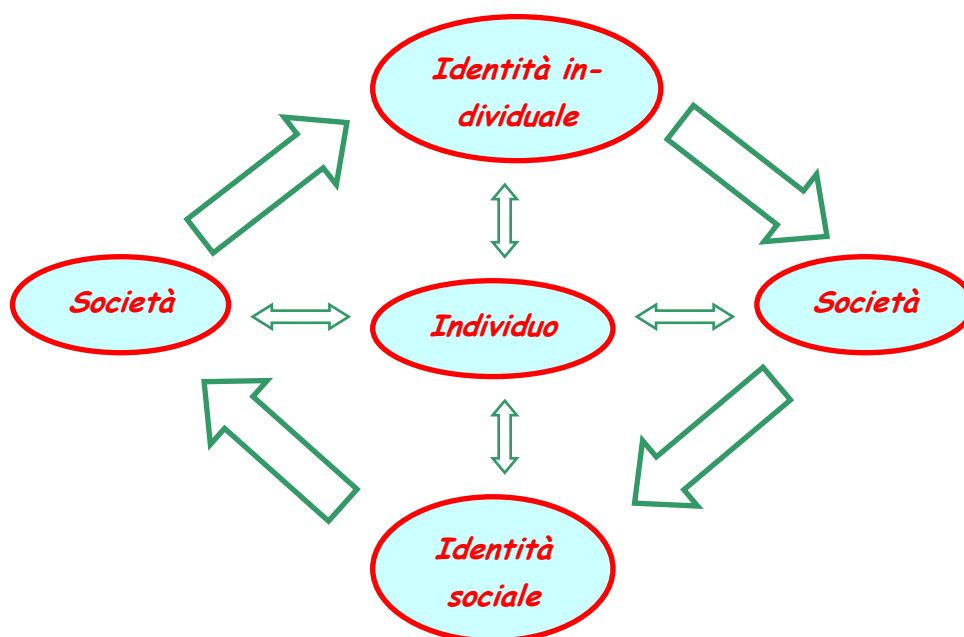 Identità in-
dividuale
Società
Individuo
Società
Identità
sociale